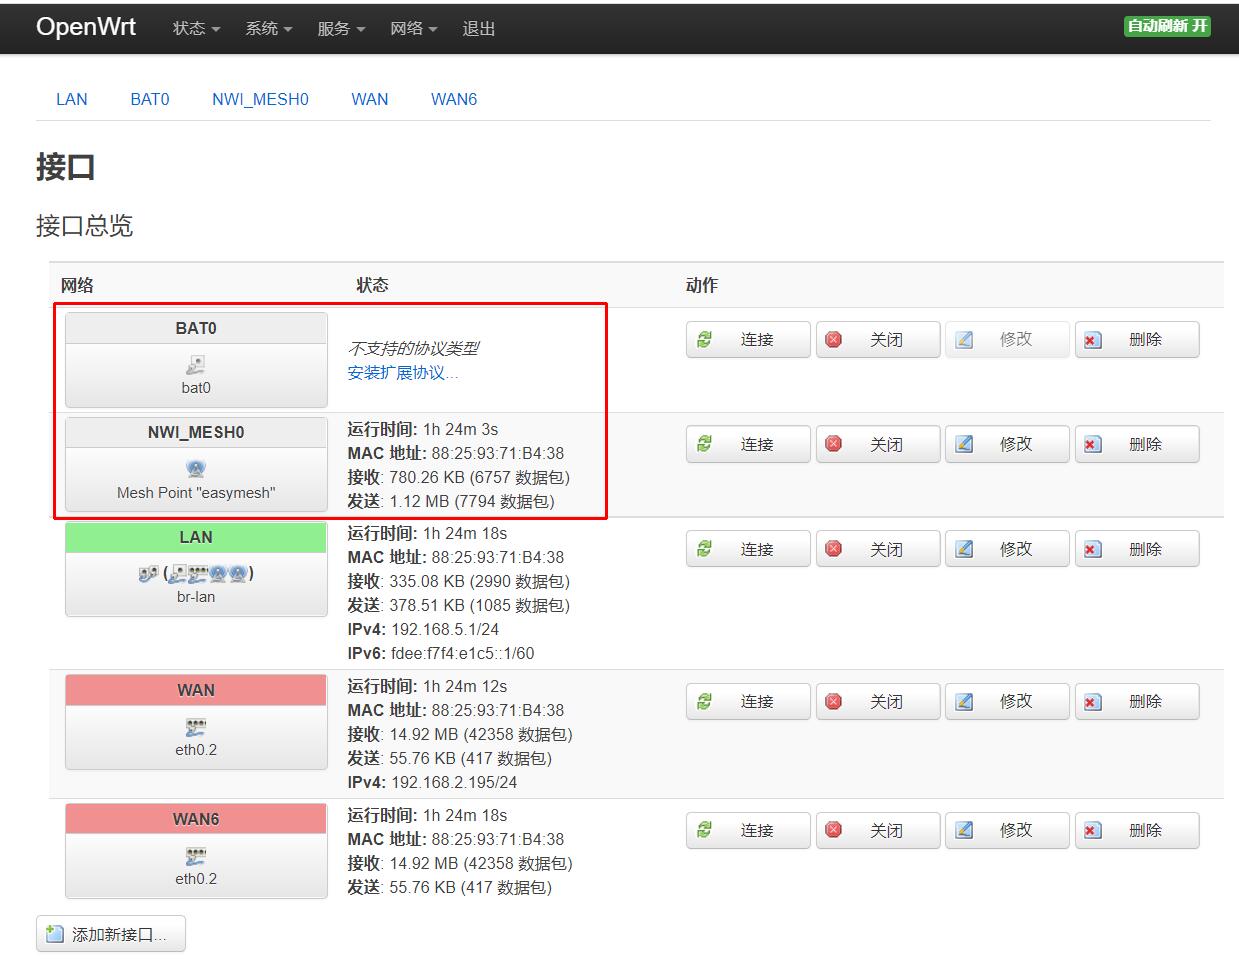 OpenWrt 状态 系统 服务 网络 退出 自动刷新 开
LAN BAT0 NWI_MESH0 WAN WAN6
接口
接口总览
网络 状态 动作
BAT0
bat0
不支持的协议类型
安装扩展协议...
连接 关闭 修改 删除
NWI_MESH0
Mesh Point "easymesh"
运行时间: 1h 24m 3s
MAC 地址: 88:25:93:71:B4:38
接收: 780.26 KB (6757 数据包)
发送: 1.12 MB (7794 数据包)
连接 关闭 修改 删除
LAN
br-lan
运行时间: 1h 24m 18s
MAC 地址: 88:25:93:71:B4:38
接收: 335.08 KB (2990 数据包)
发送: 378.51 KB (1085 数据包)
IPv4: 192.168.5.1/24
IPv6: fdee:f7f4:e1c5::1/60
连接 关闭 修改 删除
WAN
eth0.2
运行时间: 1h 24m 12s
MAC 地址: 88:25:93:71:B4:38
接收: 14.92 MB (42358 数据包)
发送: 55.76 KB (417 数据包)
IPv4: 192.168.2.195/24
连接 关闭 修改 删除
WAN6
eth0.2
运行时间: 1h 24m 18s
MAC 地址: 88:25:93:71:B4:38
接收: 14.92 MB (42358 数据包)
发送: 55.76 KB (417 数据包)
连接 关闭 修改 删除
添加新接口...